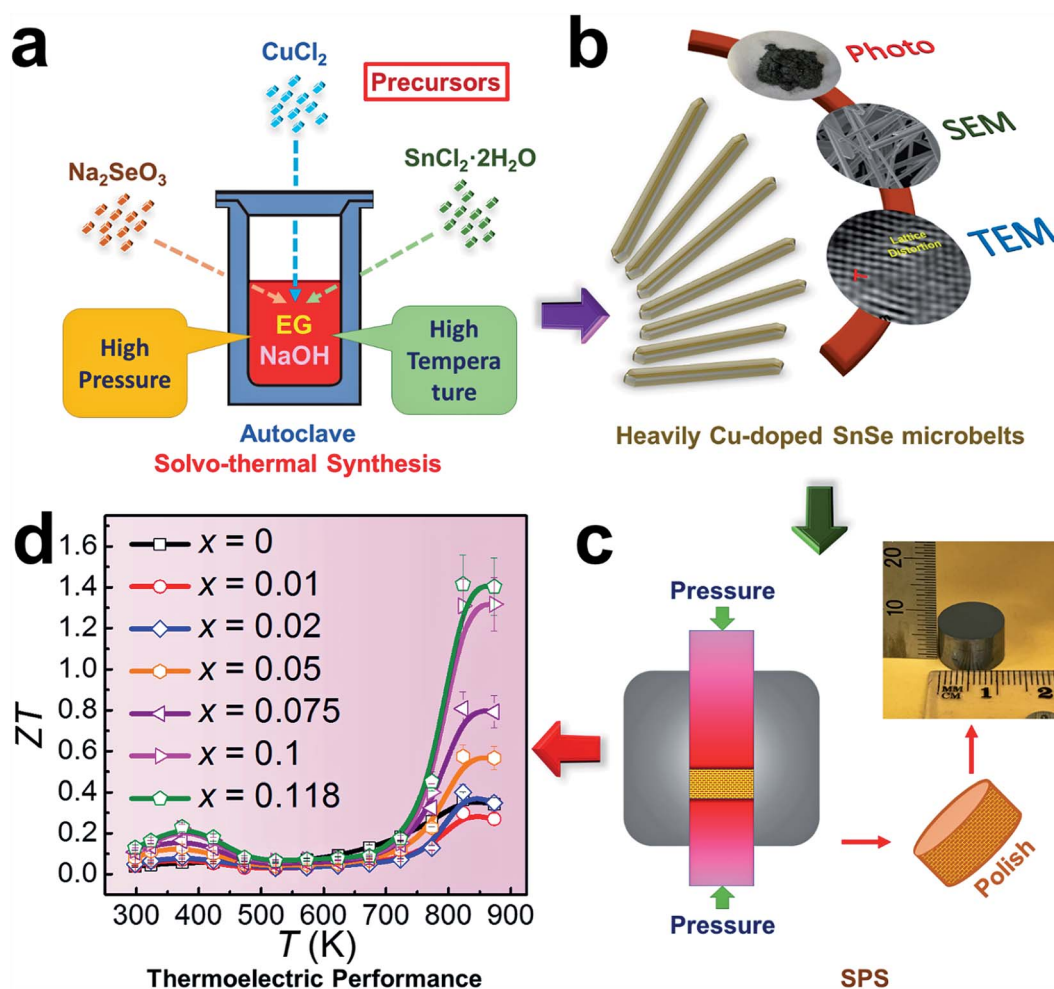 a
CuCl2
Precursors
Na2SeO3
SnCl2·2H2O
EG
NaOH
High
Pressure
High
Tempera
ture
Autoclave
Solvo-thermal Synthesis
b
Photo
SEM
TEM
Lattice
Distortion
Heavily Cu-doped SnSe microbelts
c
Pressure
Pressure
20
10
MM
CM
1
2
Polish
SPS
d
x = 0
x = 0.01
x = 0.02
x = 0.05
x = 0.075
x = 0.1
x = 0.118
ZT
1.6
1.4
1.2
1.0
0.8
0.6
0.4
0.2
0.0
300 400 500 600 700 800 900
T (K)
Thermoelectric Performance